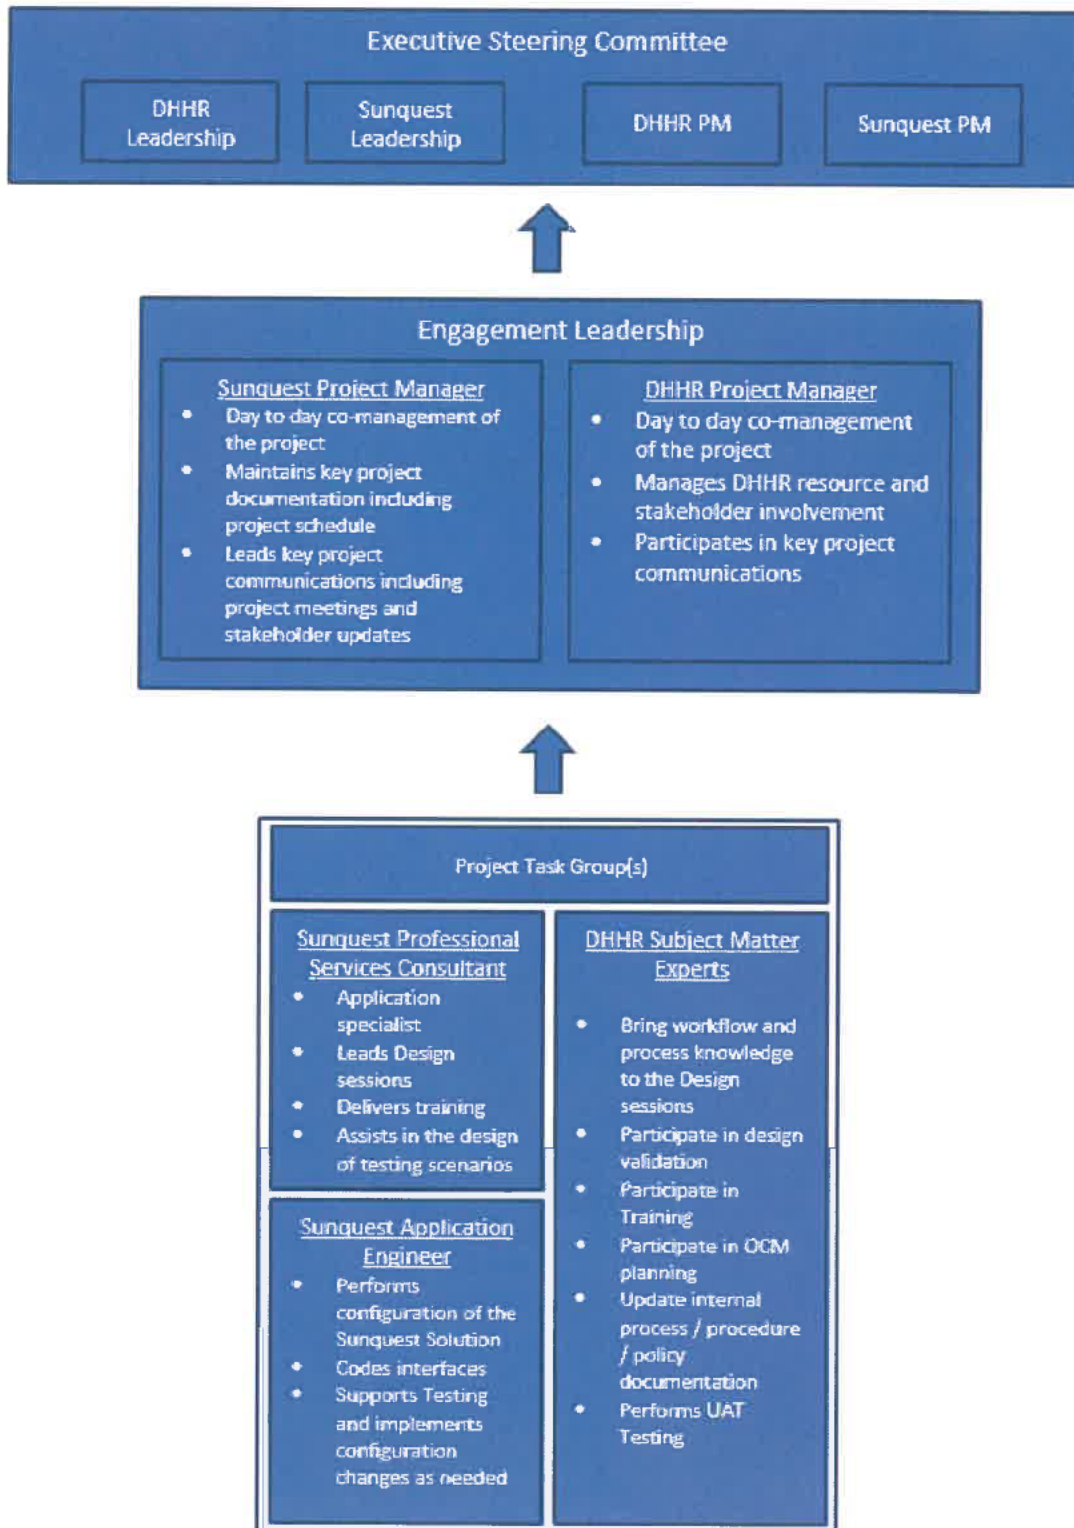 Executive Steering Committee
DHHR
Leadership
Sunquest
Leadership
DHHR PM
Sunquest PM
Engagement Leadership
Sunquest Project Manager
• Day to day co-management of
the project
• Maintains key project
documentation including
project schedule
• Leads key project
communications including
project meetings and
stakeholder updates
DHHR Project Manager
• Day to day co-management
of the project
• Manages DHHR resource and
stakeholder involvement
• Participates in key project
communications
Project Task Group(s)
Sunquest Professional
Services Consultant
• Application
specialist
• Leads Design
sessions
• Delivers training
• Assists in the design
of testing scenarios
Sunquest Application
Engineer
• Performs
configuration of the
Sunquest Solution
• Codes interfaces
• Supports Testing
and implements
configuration
changes as needed
DHHR Subject Matter
Experts
• Bring workflow and
process knowledge
to the Design
sessions
• Participate in design
validation
• Participate in
Training
• Participate in OCM
planning
• Update internal
process / procedure
/ policy
documentation
• Performs UAT
Testing